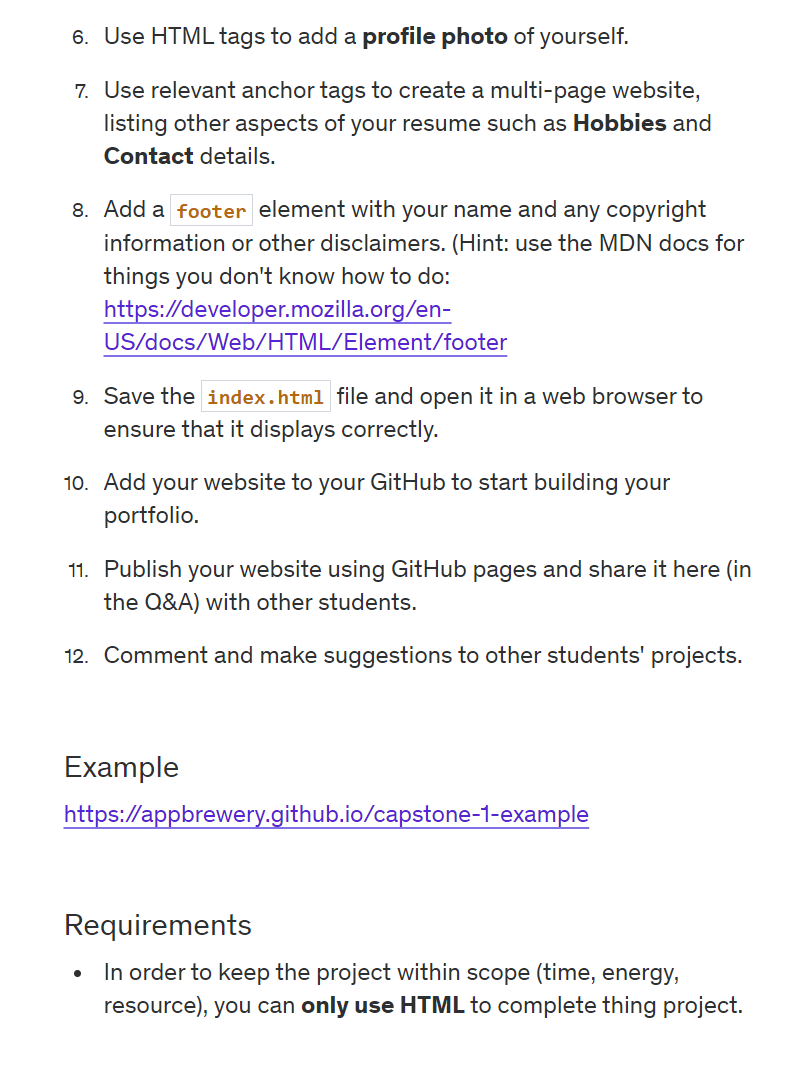 6. Use HTML tags to add a profile photo of yourself.
7. Use relevant anchor tags to create a multi-page website,
listing other aspects of your resume such as Hobbies and
Contact details.
8. Add a footer element with your name and any copyright
information or other disclaimers. (Hint: use the MDN docs for
things you don't know how to do:
https://developer.mozilla.org/en-
US/docs/Web/HTML/Element/footer
9. Save the index.html file and open it in a web browser to
ensure that it displays correctly.
10. Add your website to your GitHub to start building your
portfolio.
11. Publish your website using GitHub pages and share it here (in
the Q&A) with other students.
12. Comment and make suggestions to other students' projects.
Example
https://appbrewery.github.io/capstone-1-example
Requirements
• In order to keep the project within scope (time, energy,
resource), you can only use HTML to complete thing project.